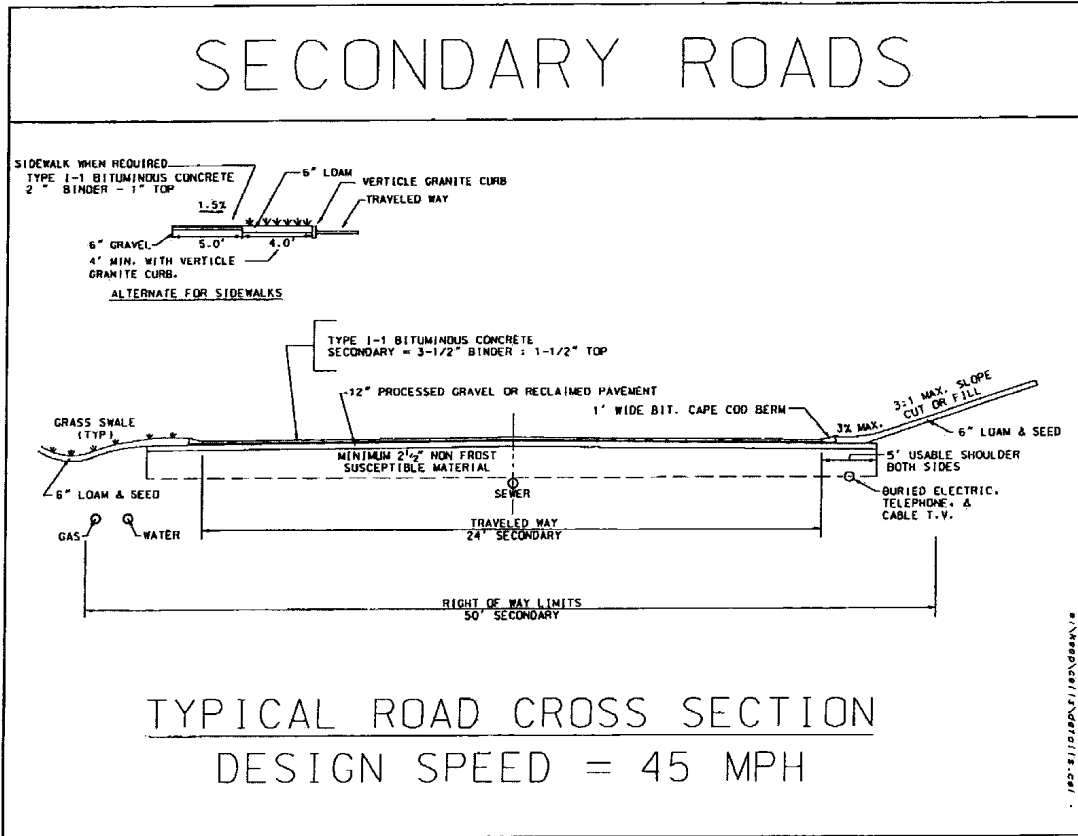 SECONDARY ROADS
SIDEWALK WHEN REQUIRED
TYPE I-1 BITUMINOUS CONCRETE
2 " BINDER - 1" TOP
1.5%
6" LOAM
VERTICLE GRANITE CURB
TRAVELED WAY
6" GRAVEL
5.0'
4.0'
4' MIN. WITH VERTICLE
GRANITE CURB.
ALTERNATE FOR SIDEWALKS
TYPE I-1 BITUMINOUS CONCRETE
SECONDARY = 3-1/2" BINDER : 1-1/2" TOP
12" PROCESSED GRAVEL OR RECLAIMED PAVEMENT
1' WIDE BIT. CAPE COD BERM
3% MAX.
3:1 MAX. SLOPE
CUT OR FILL
6" LOAM & SEED
GRASS SWALE
(TYP)
MINIMUM 2'½" NON FROST
SUSCEPTIBLE MATERIAL
5' USABLE SHOULDER
BOTH SIDES
6" LOAM & SEED
SEWER
BURIED ELECTRIC,
TELEPHONE, &
CABLE T.V.
GAS
WATER
TRAVELED WAY
24' SECONDARY
RIGHT OF WAY LIMITS
50' SECONDARY
TYPICAL ROAD CROSS SECTION
DESIGN SPEED = 45 MPH